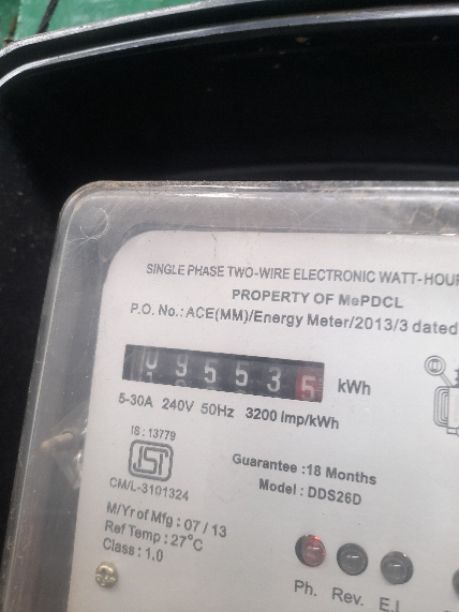 SINGLE PHASE TWO-WIRE ELECTRONIC WATT-HOUR
PROPERTY OF MePDCL
P.O. No.: ACE(MM)/Energy Meter/2013/3 dated
095535 kWh
5-30A 240V 50Hz 3200 Imp/kWh
IS : 13779
ISI
CM/L-3101324
Guarantee :18 Months
Model : DDS26D
M/Yr of Mfg : 07 / 13
Ref Temp : 27°C
Class : 1.0
Ph. Rev. E.L